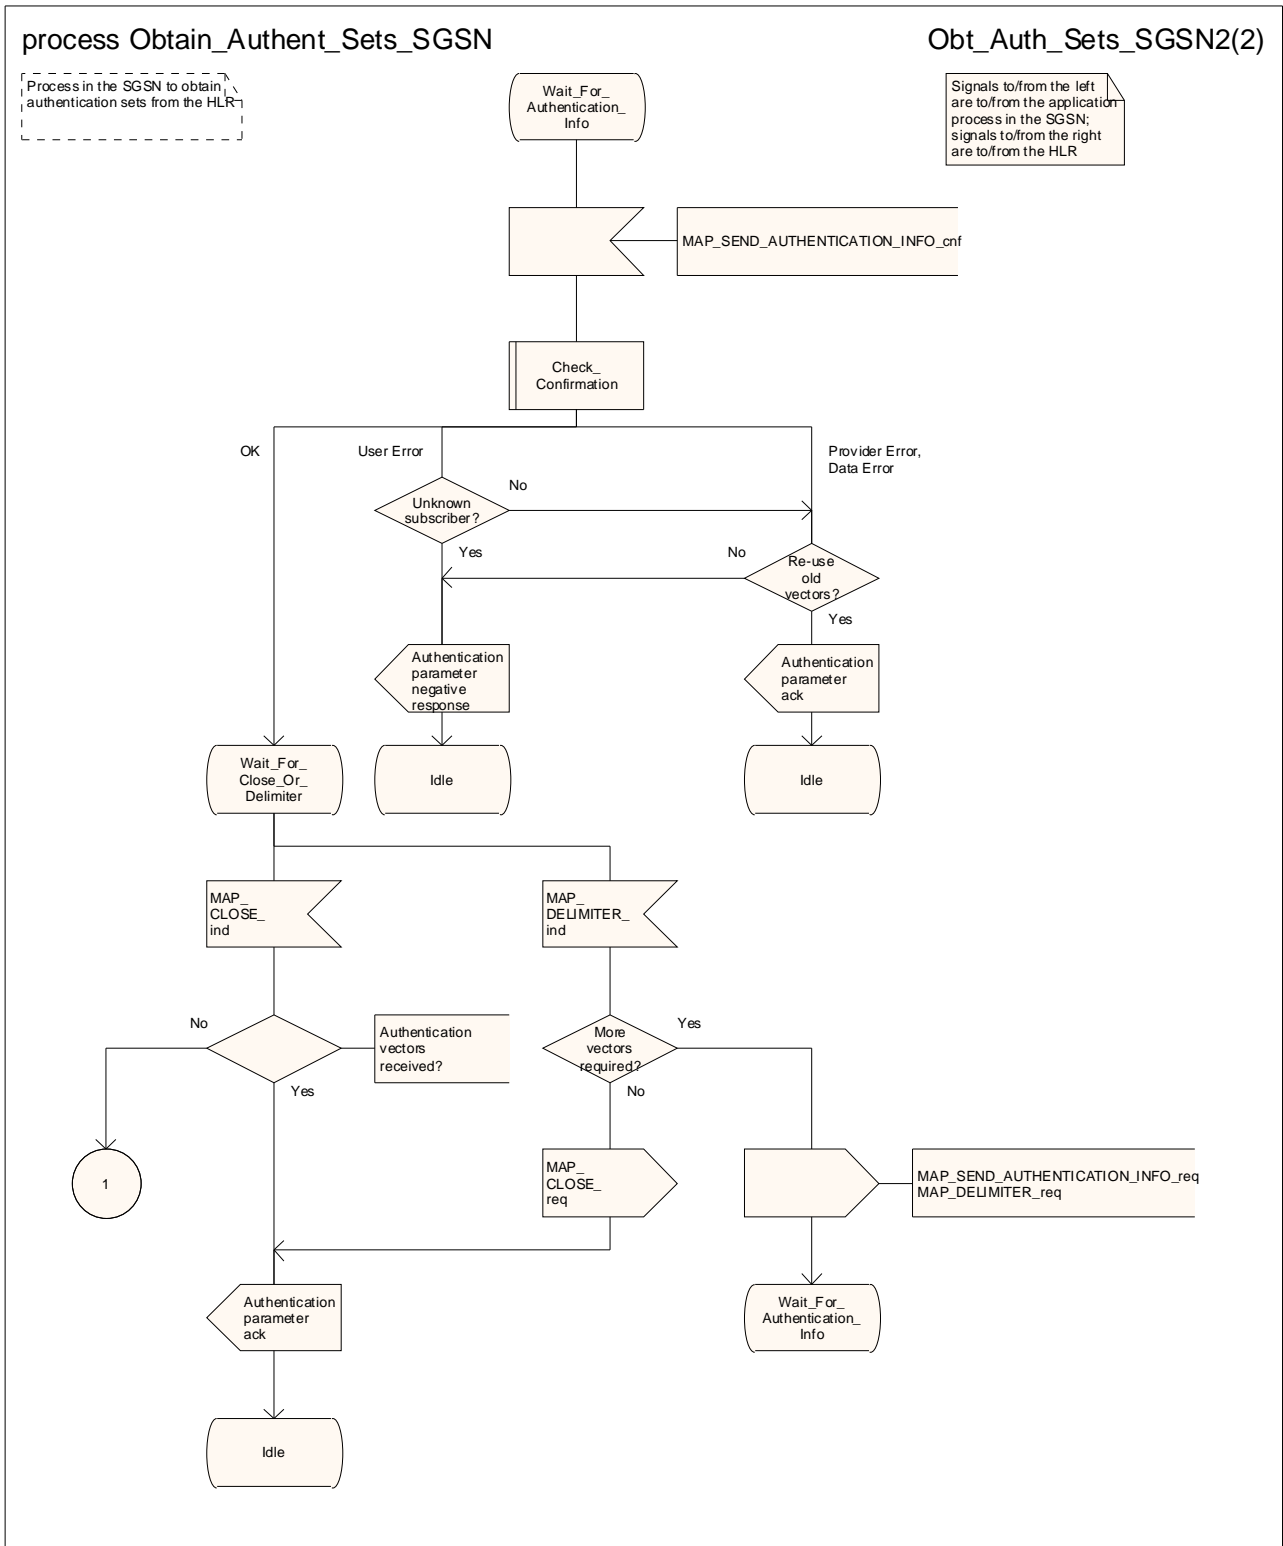 process Obtain_Authent_Sets_SGSN
Obt_Auth_Sets_SGSN2(2)
Process in the SGSN to obtain
authentication sets from the HLR
Wait_For_
Authentication_
Info
Signals to/from the left
are to/from the application
process in the SGSN;
signals to/from the right
are to/from the HLR
MAP_SEND_AUTHENTICATION_INFO_cnf
Check_
Confirmation
OK
User Error
Provider Error,
Data Error
Unknown
subscriber?
No
Yes
No
Re-use
old
vectors?
Yes
Authentication
parameter
negative
response
Authentication
parameter
ack
Wait_For_
Close_Or_
Delimiter
Idle
Idle
MAP_
CLOSE_
ind
MAP_
DELIMITER_
ind
No
Authentication
vectors
received?
Yes
More
vectors
required?
Yes
No
1
MAP_
CLOSE_
req
MAP_SEND_AUTHENTICATION_INFO_req
MAP_DELIMITER_req
Authentication
parameter
ack
Wait_For_
Authentication_
Info
Idle